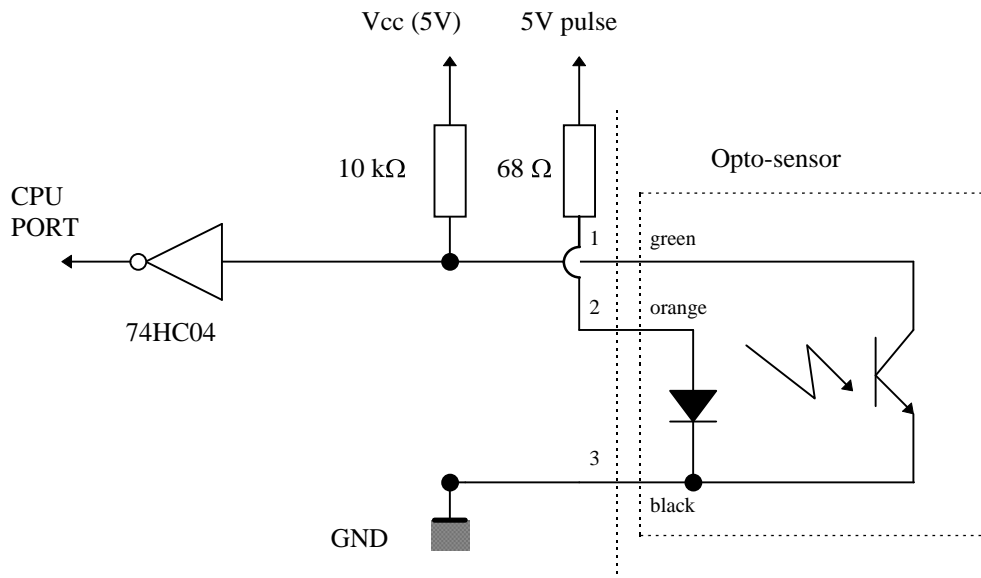 Vcc (5V)
5V pulse
10 kΩ
68 Ω
Opto-sensor
CPU
PORT
1
green
2
orange
74HC04
3
black
GND